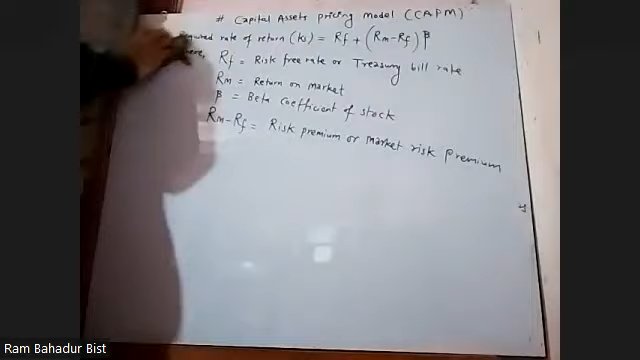 # Capital Assets pricing Model (CAPM)
rate of return (ks) = Rf + (Rm-Rf) β
Rf = Risk free rate or Treasury bill rate
Rm = Return on market
β = Beta coefficient of stock
Rm-Rf = Risk premium or market risk premium
Ram Bahadur Bist